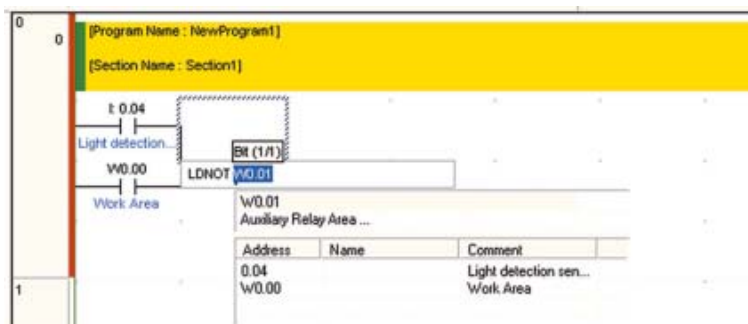 0
0
[Program Name : NewProgram1]
[Section Name : Section1]
I: 0.04
Light detection...
Bit (1/1)
W0.00
LDNOT W0.01
Work Area
W0.01
Auxiliary Relay Area ...
Address Name Comment
0.04 Light detection sen...
W0.00 Work Area
1